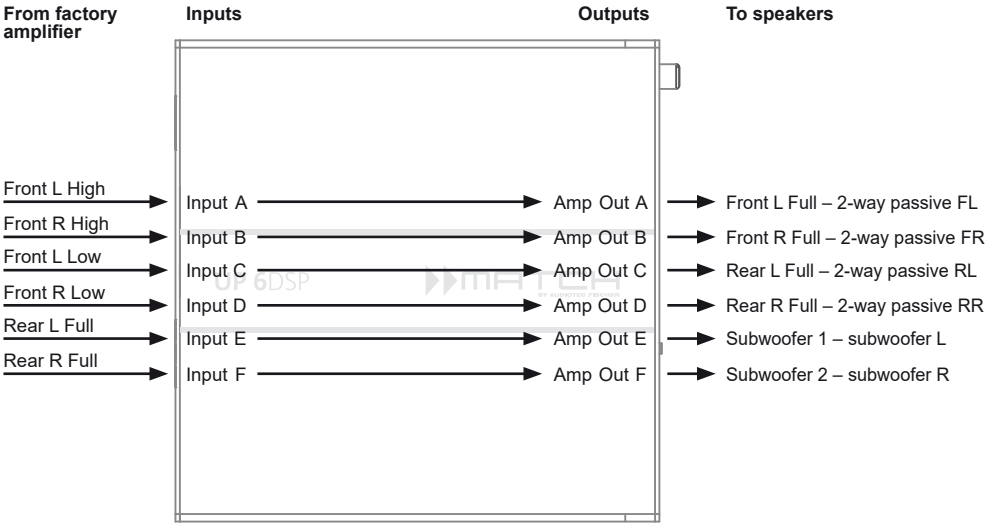 From factory
amplifier
Inputs
Outputs
To speakers
Front L High
Input A
Amp Out A
Front L Full – 2-way passive FL
Front R High
Input B
Amp Out B
Front R Full – 2-way passive FR
Front L Low
Input C
Amp Out C
Rear L Full – 2-way passive RL
UP 6DSP
MATCH
Front R Low
Input D
Amp Out D
Rear R Full – 2-way passive RR
Rear L Full
Input E
Amp Out E
Subwoofer 1 – subwoofer L
Rear R Full
Input F
Amp Out F
Subwoofer 2 – subwoofer R